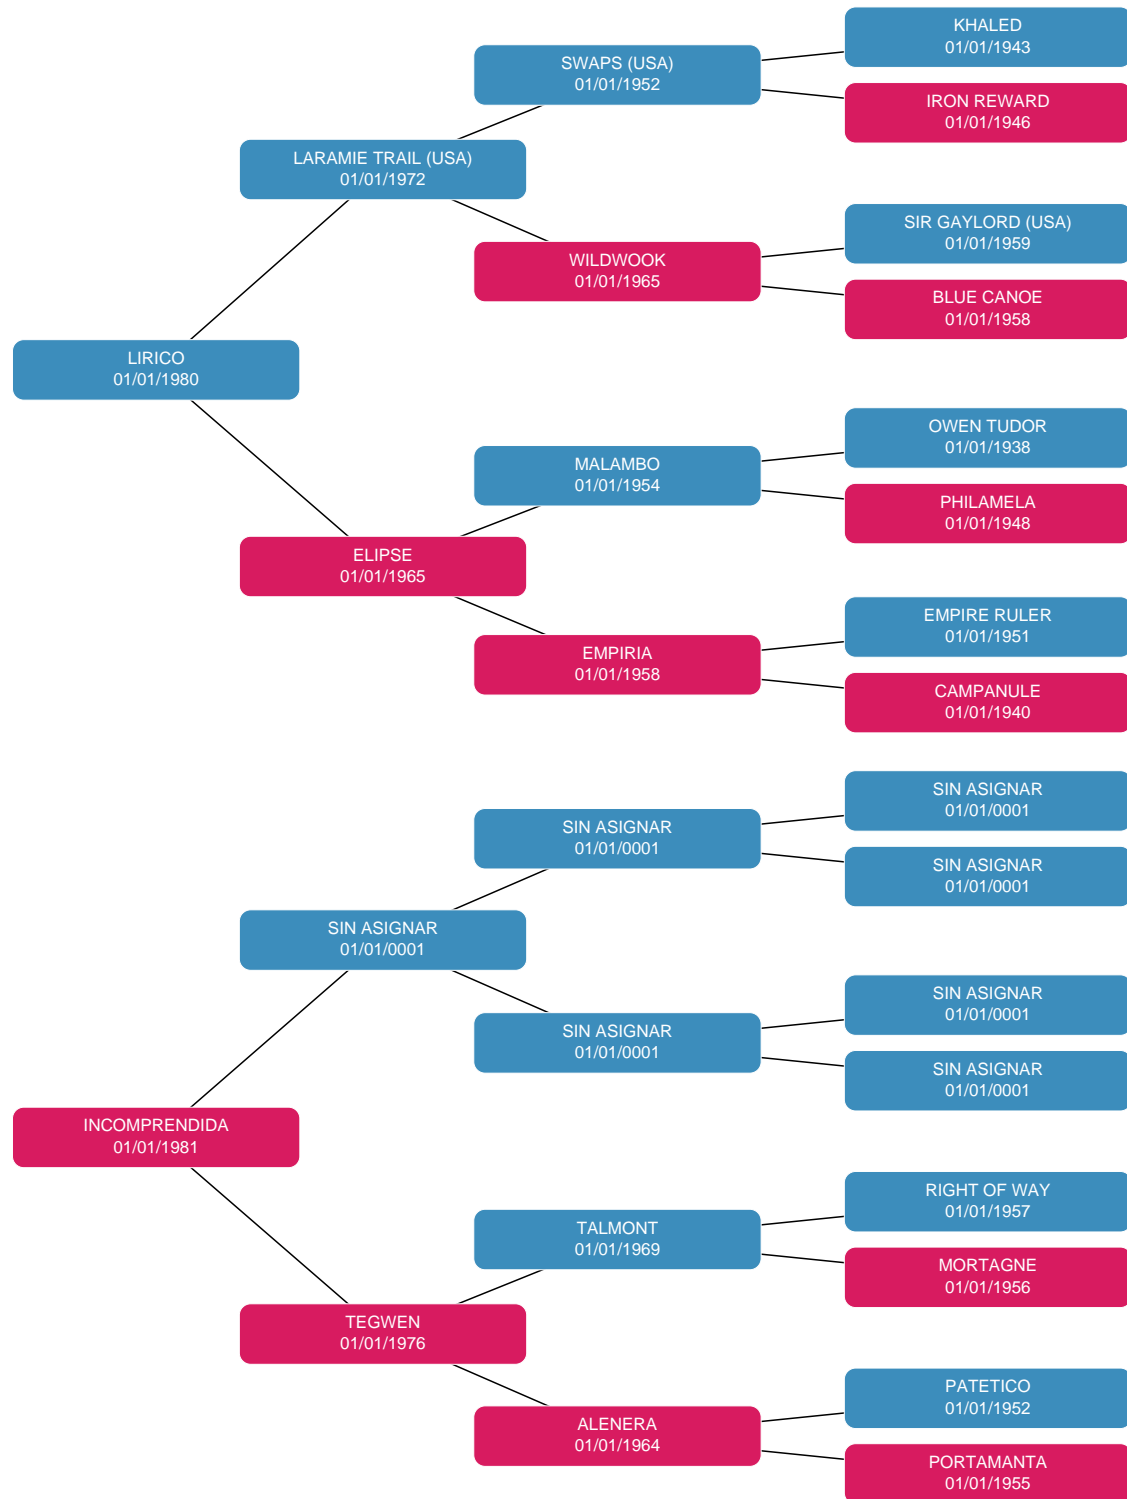 KHALED
01/01/1943
SWAPS (USA)
01/01/1952
IRON REWARD
01/01/1946
LARAMIE TRAIL (USA)
01/01/1972
SIR GAYLORD (USA)
01/01/1959
WILDWOOK
01/01/1965
BLUE CANOE
01/01/1958
LIRICO
01/01/1980
OWEN TUDOR
01/01/1938
MALAMBO
01/01/1954
PHILAMELA
01/01/1948
ELIPSE
01/01/1965
EMPIRE RULER
01/01/1951
EMPIRIA
01/01/1958
CAMPANULE
01/01/1940
SIN ASIGNAR
01/01/0001
SIN ASIGNAR
01/01/0001
SIN ASIGNAR
01/01/0001
SIN ASIGNAR
01/01/0001
SIN ASIGNAR
01/01/0001
SIN ASIGNAR
01/01/0001
SIN ASIGNAR
01/01/0001
INCOMPRENDIDA
01/01/1981
RIGHT OF WAY
01/01/1957
TALMONT
01/01/1969
MORTAGNE
01/01/1956
TEGWEN
01/01/1976
PATETICO
01/01/1952
ALENERA
01/01/1964
PORTAMANTA
01/01/1955